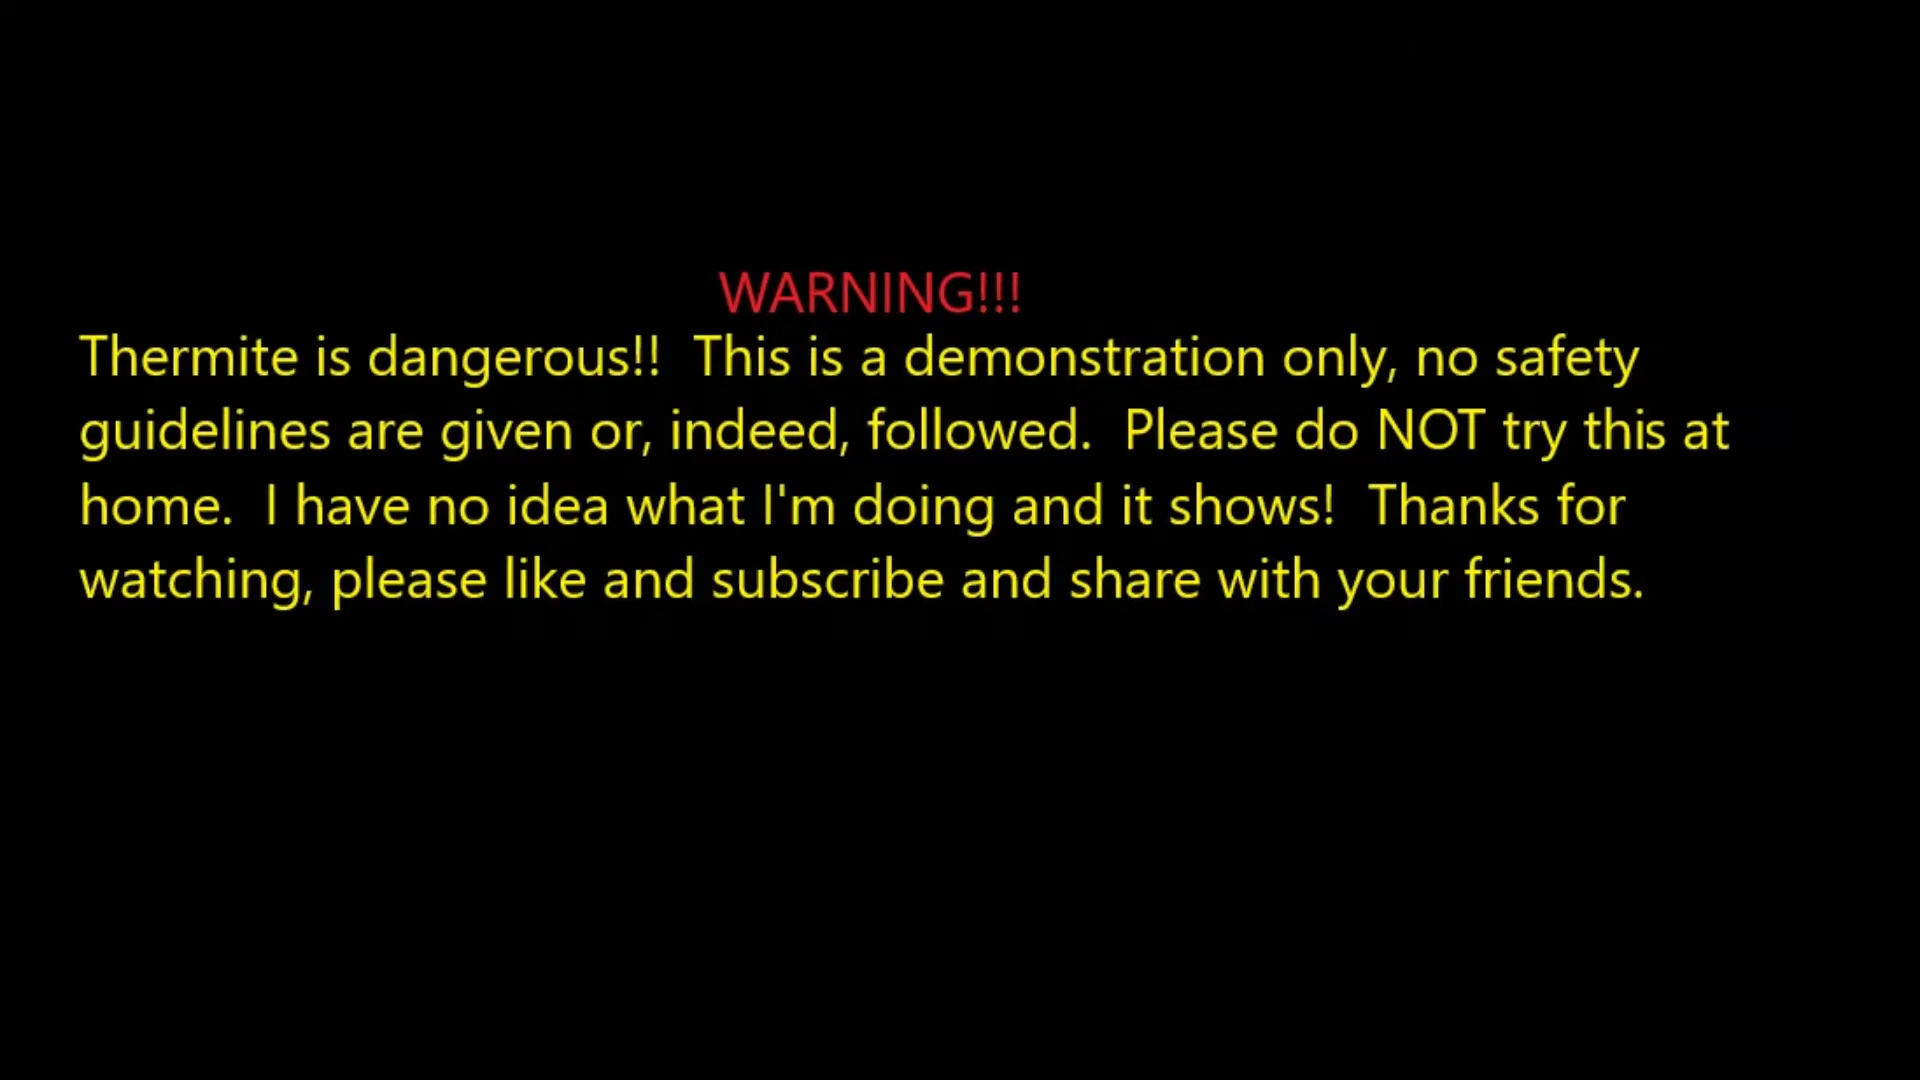 WARNING!!!
Thermite is dangerous!!  This is a demonstration only, no safety
guidelines are given or, indeed, followed.  Please do NOT try this at
home.  I have no idea what I'm doing and it shows!  Thanks for
watching, please like and subscribe and share with your friends.